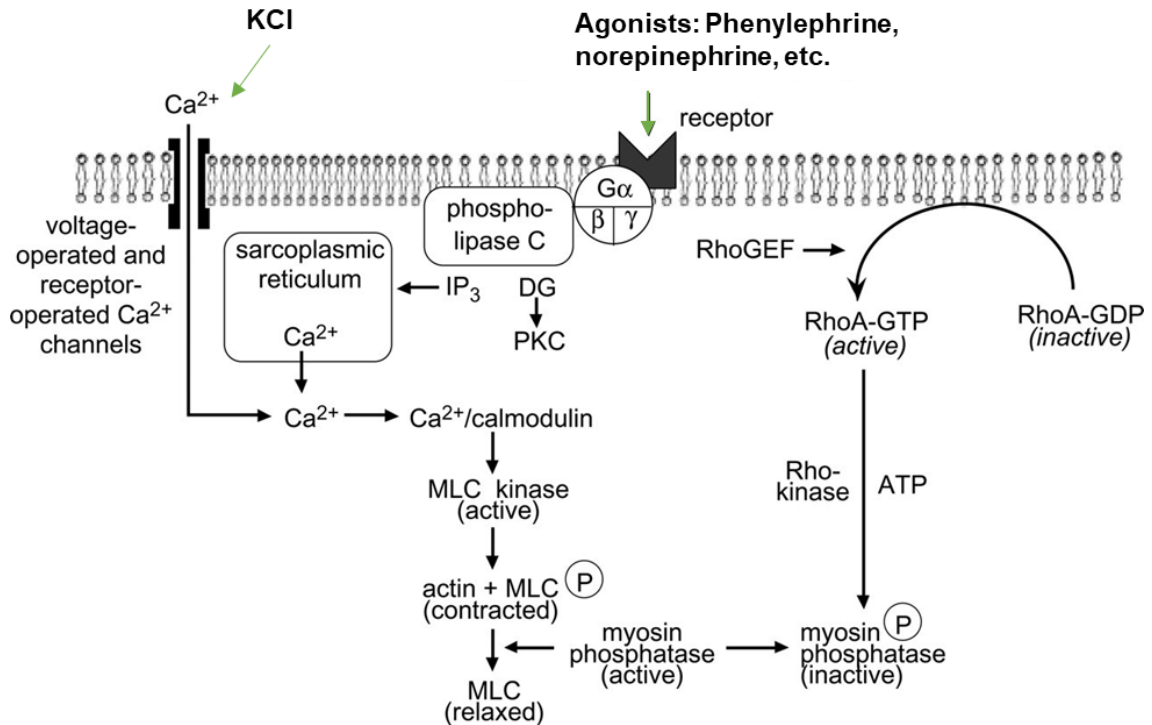 KCl
Agonists: Phenylephrine,
norepinephrine, etc.
Ca²⁺
receptor
Gα
β
γ
phospho-
lipase C
voltage-
operated and
receptor-
operated Ca²⁺
channels
sarcoplasmic
reticulum
Ca²⁺
IP₃
DG
PKC
RhoGEF
RhoA-GTP
(active)
RhoA-GDP
(inactive)
Ca²⁺
Ca²⁺/calmodulin
MLC kinase
(active)
Rho-
kinase
ATP
actin + MLC P
(contracted)
myosin
phosphatase
(active)
myosin P
phosphatase
(inactive)
MLC
(relaxed)